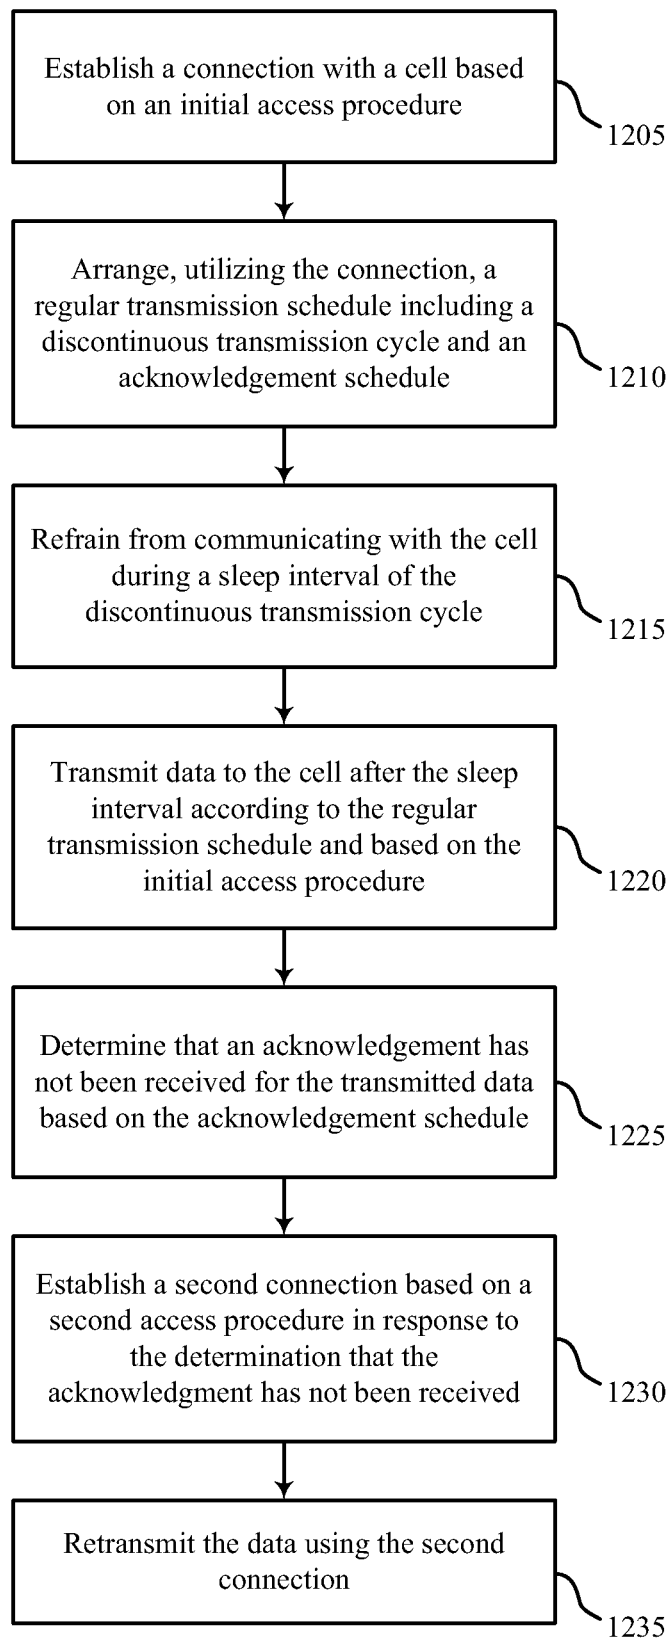 Establish a connection with a cell based
on an initial access procedure
1205
Arrange, utilizing the connection, a
regular transmission schedule including a
discontinuous transmission cycle and an
acknowledgement schedule
1210
Refrain from communicating with the cell
during a sleep interval of the
discontinuous transmission cycle
1215
Transmit data to the cell after the sleep
interval according to the regular
transmission schedule and based on the
initial access procedure
1220
Determine that an acknowledgement has
not been received for the transmitted data
based on the acknowledgement schedule
1225
Establish a second connection based on a
second access procedure in response to
the determination that the
acknowledgment has not been received
1230
Retransmit the data using the second
connection
1235